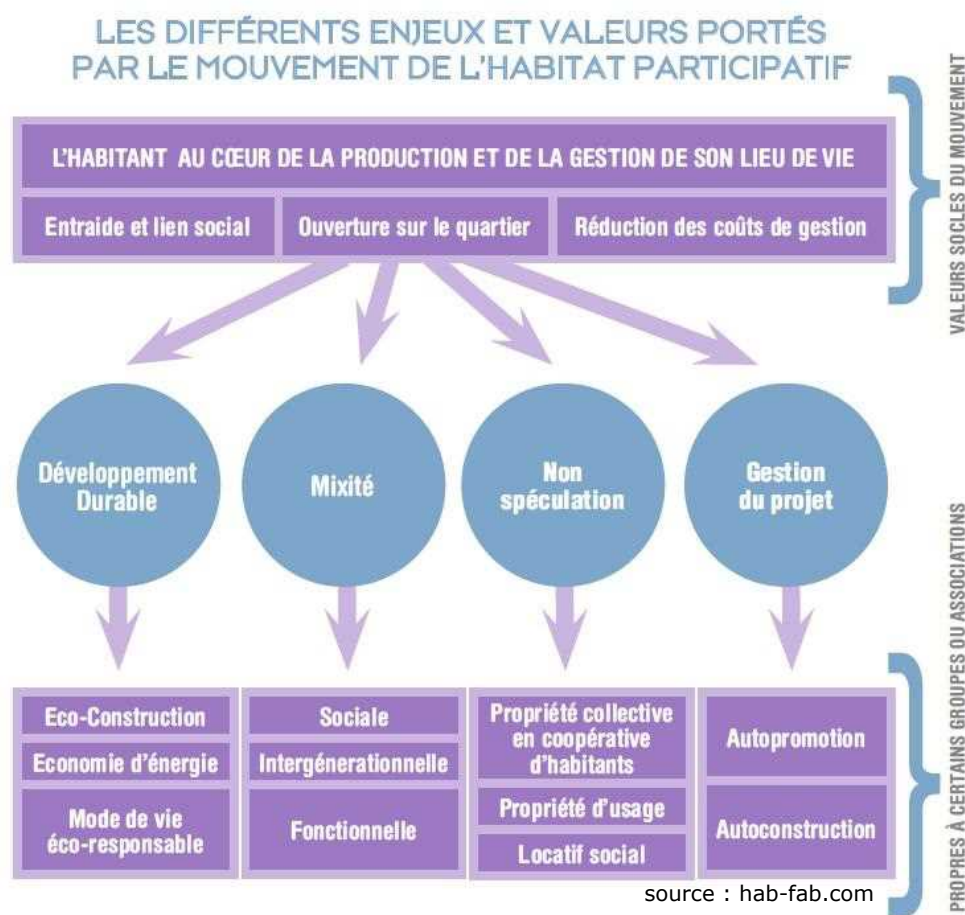 LES DIFFÉRENTS ENJEUX ET VALEURS PORTÉS
PAR LE MOUVEMENT DE L'HABITAT PARTICIPATIF
L'HABITANT AU CŒUR DE LA PRODUCTION ET DE LA GESTION DE SON LIEU DE VIE
Entraide et lien social
Ouverture sur le quartier
Réduction des coûts de gestion
VALEURS SOCLES DU MOUVEMENT
Développement
Durable
Mixité
Non
spéculation
Gestion
du projet
Eco-Construction
Economie d'énergie
Mode de vie
éco-responsable
Sociale
Intergénerationnelle
Fonctionnelle
Propriété collective
en coopérative
d'habitants
Propriété d'usage
Locatif social
Autopromotion
Autoconstruction
PROPRES À CERTAINS GROUPES OU ASSOCIATIONS
source : hab-fab.com